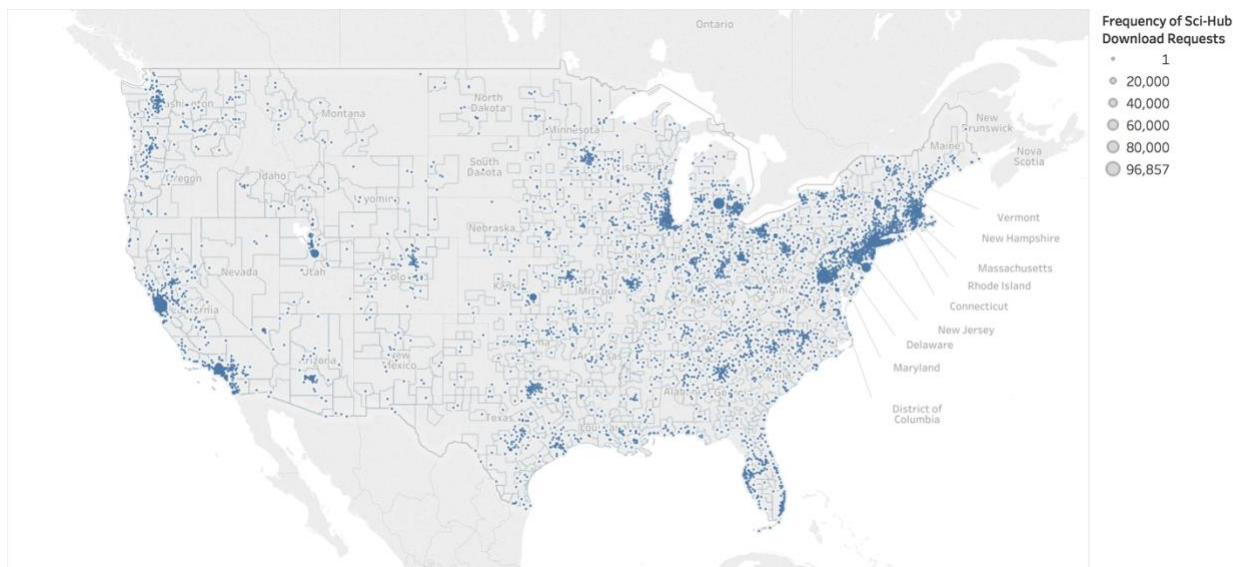 Frequency of Sci-Hub
Download Requests
1
20,000
40,000
60,000
80,000
96,857
Ontario
North
Dakota
Montana
Minnesota
New
Brunswick
Maine
Nova
Scotia
South
Dakota
Idaho
Nebraska
Nevada
Utah
Vermont
New Hampshire
Massachusetts
Rhode Island
Connecticut
New Jersey
Delaware
Maryland
District of
Columbia
New
Mexico
Texas